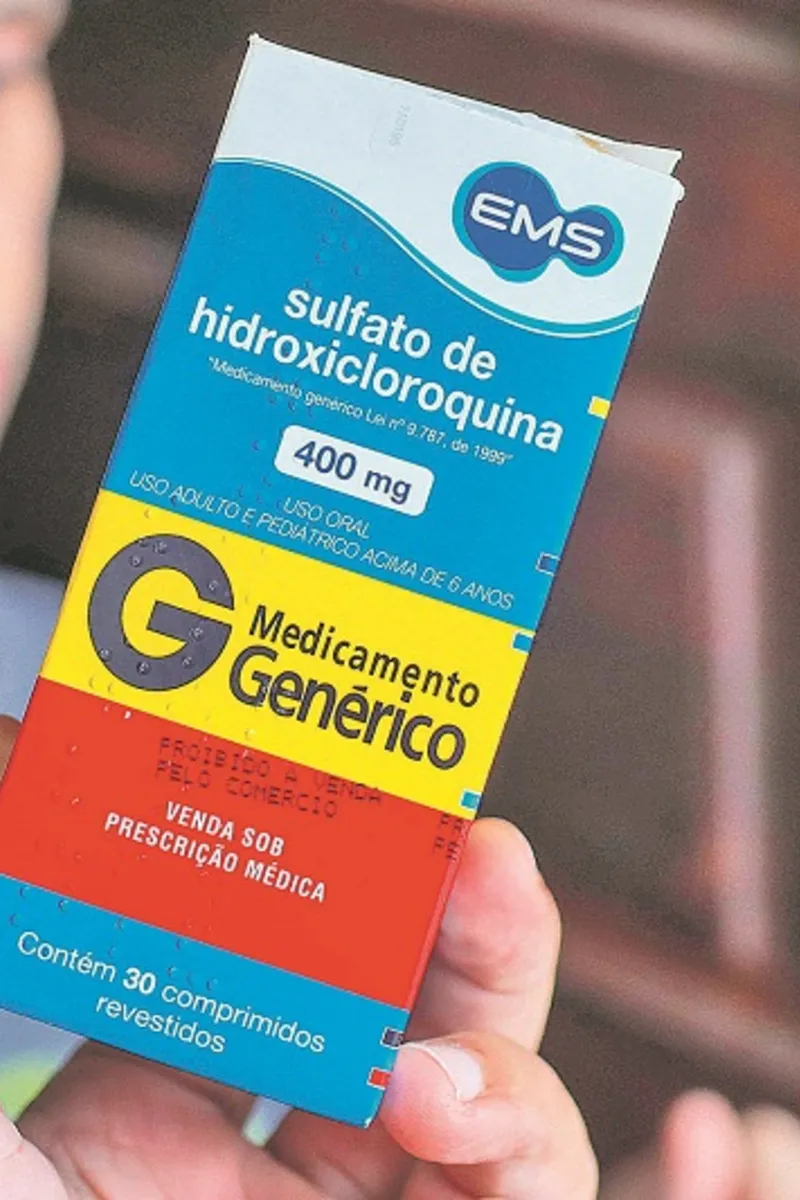 EMS
sulfato de
hidroxicloroquina
"Medicamento genérico Lei nº 9.787, de 1999"
400 mg
USO ORAL
USO ADULTO E PEDIÁTRICO ACIMA DE 6 ANOS
G Medicamento
Genérico
PROIBIDO A VENDA
PELO COMERCIO
VENDA SOB
PRESCRIÇÃO MÉDICA
Contém 30 comprimidos
revestidos